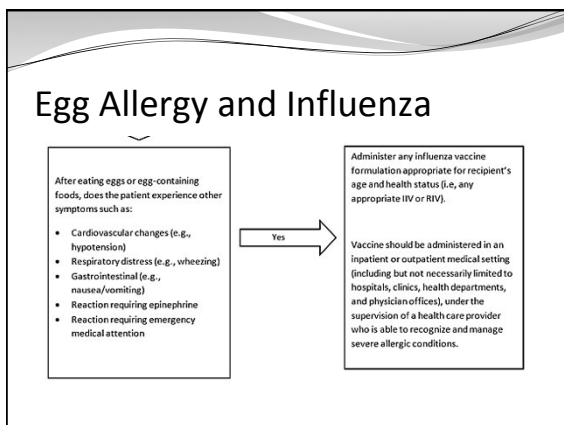 Egg Allergy and Influenza
After eating eggs or egg-containing
foods, does the patient experience other
symptoms such as:
• Cardiovascular changes (e.g.,
hypotension)
• Respiratory distress (e.g., wheezing)
• Gastrointestinal (e.g.,
nausea/vomiting)
• Reaction requiring epinephrine
• Reaction requiring emergency
medical attention
Yes
Administer any influenza vaccine
formulation appropriate for recipient's
age and health status (i.e, any
appropriate IIV or RIV).
Vaccine should be administered in an
inpatient or outpatient medical setting
(including but not necessarily limited to
hospitals, clinics, health departments,
and physician offices), under the
supervision of a health care provider
who is able to recognize and manage
severe allergic conditions.